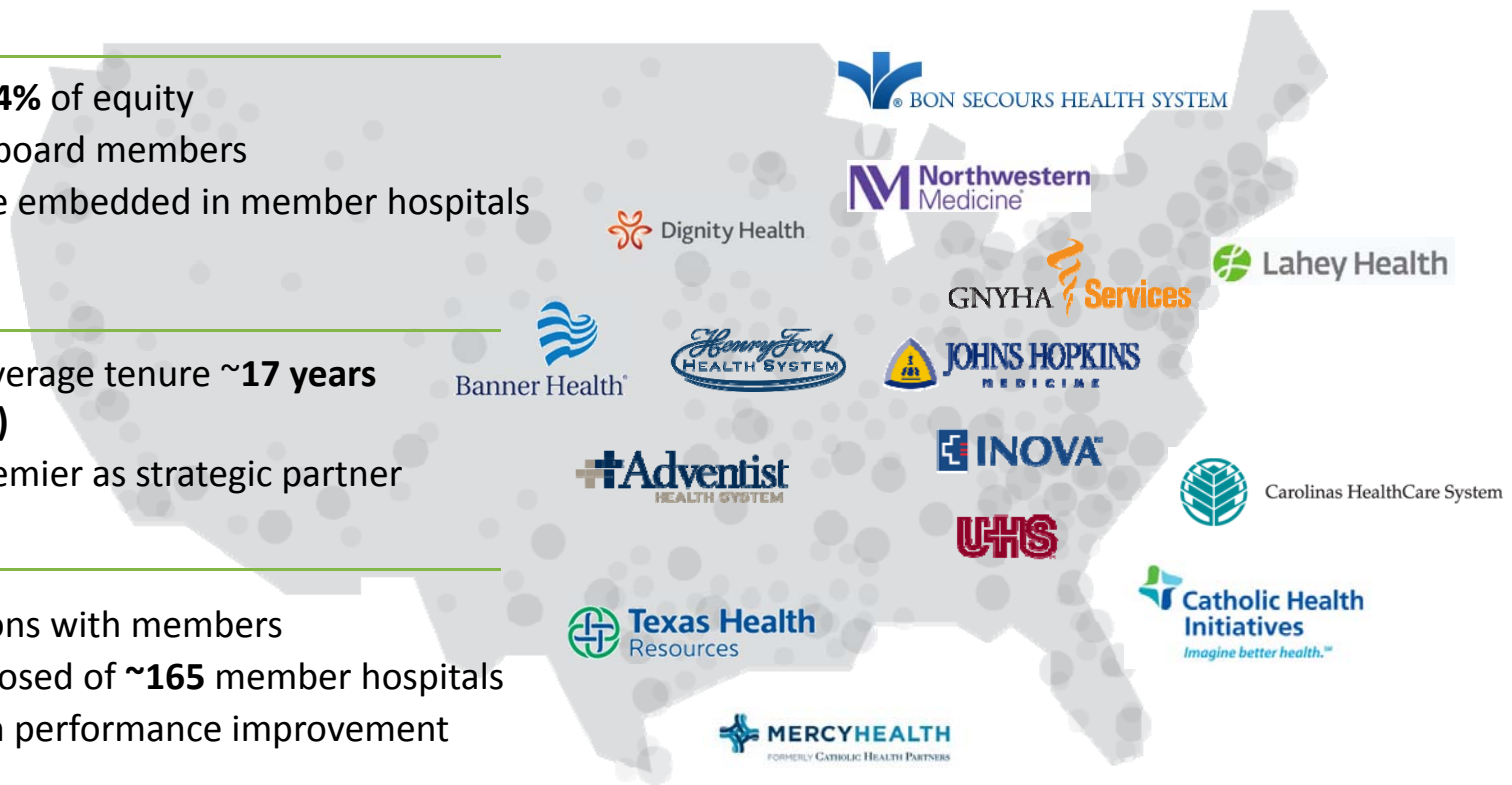 4% of equity
board members
e embedded in member hospitals
verage tenure ~17 years
)
emier as strategic partner
ons with members
osed of ~165 member hospitals
n performance improvement
BON SECOURS HEALTH SYSTEM
Northwestern
Medicine
Dignity Health
Lahey Health
GNYHA Services
Banner Health
Henry Ford
HEALTH SYSTEM
JOHNS HOPKINS
MEDICINE
Adventist
HEALTH SYSTEM
INOVA
Carolinas HealthCare System
UHS
Texas Health
Resources
Catholic Health
Initiatives
Imagine better health.℠
MERCYHEALTH
FORMERLY CATHOLIC HEALTH PARTNERS